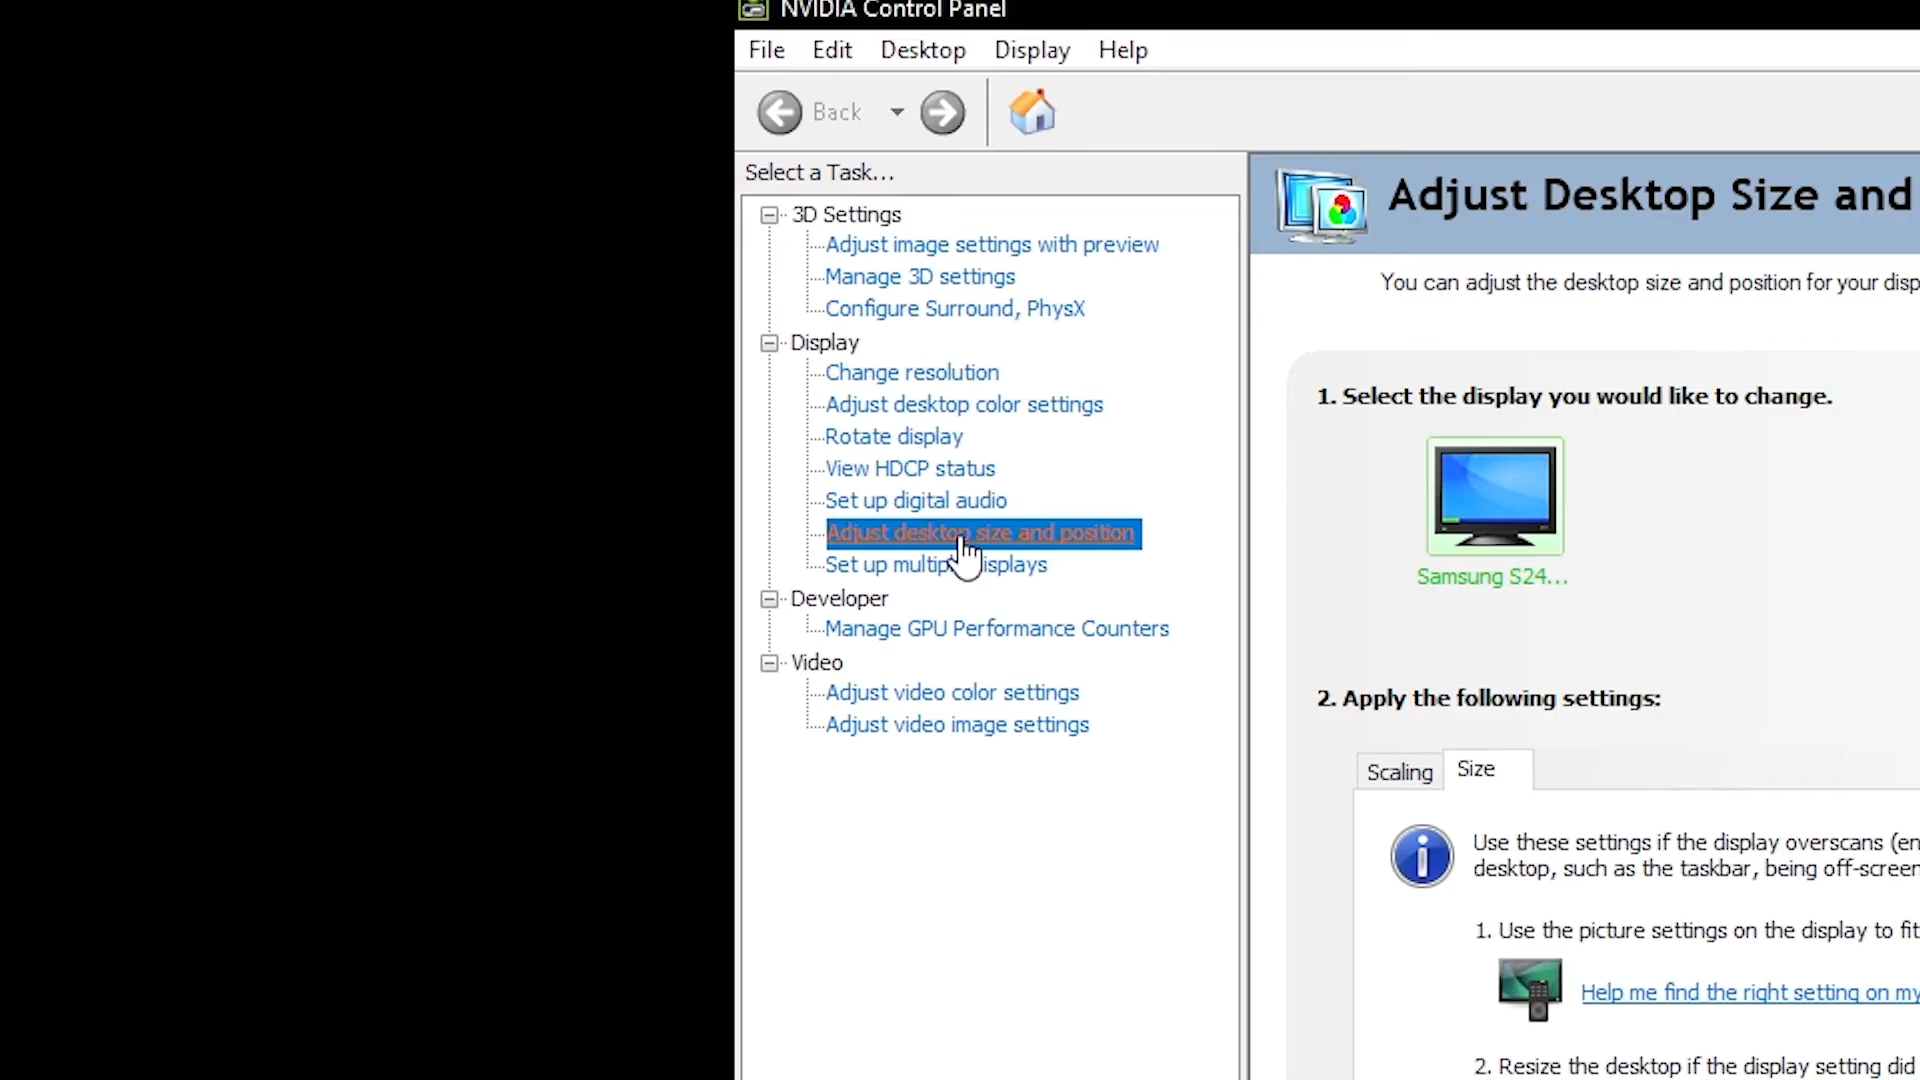 NVIDIA Control Panel
File Edit Desktop Display Help
Back
Select a Task...
3D Settings
Adjust image settings with preview
Manage 3D settings
Configure Surround, PhysX
Display
Change resolution
Adjust desktop color settings
Rotate display
View HDCP status
Set up digital audio
Adjust desktop size and position
Set up multip isplays
Developer
Manage GPU Performance Counters
Video
Adjust video color settings
Adjust video image settings
Adjust Desktop Size and
You can adjust the desktop size and position for your disp
1. Select the display you would like to change.
Samsung S24...
2. Apply the following settings:
Scaling Size
Use these settings if the display overscans (en
desktop, such as the taskbar, being off-screen
1. Use the picture settings on the display to fit
Help me find the right setting on my
2. Resize the desktop if the display setting did